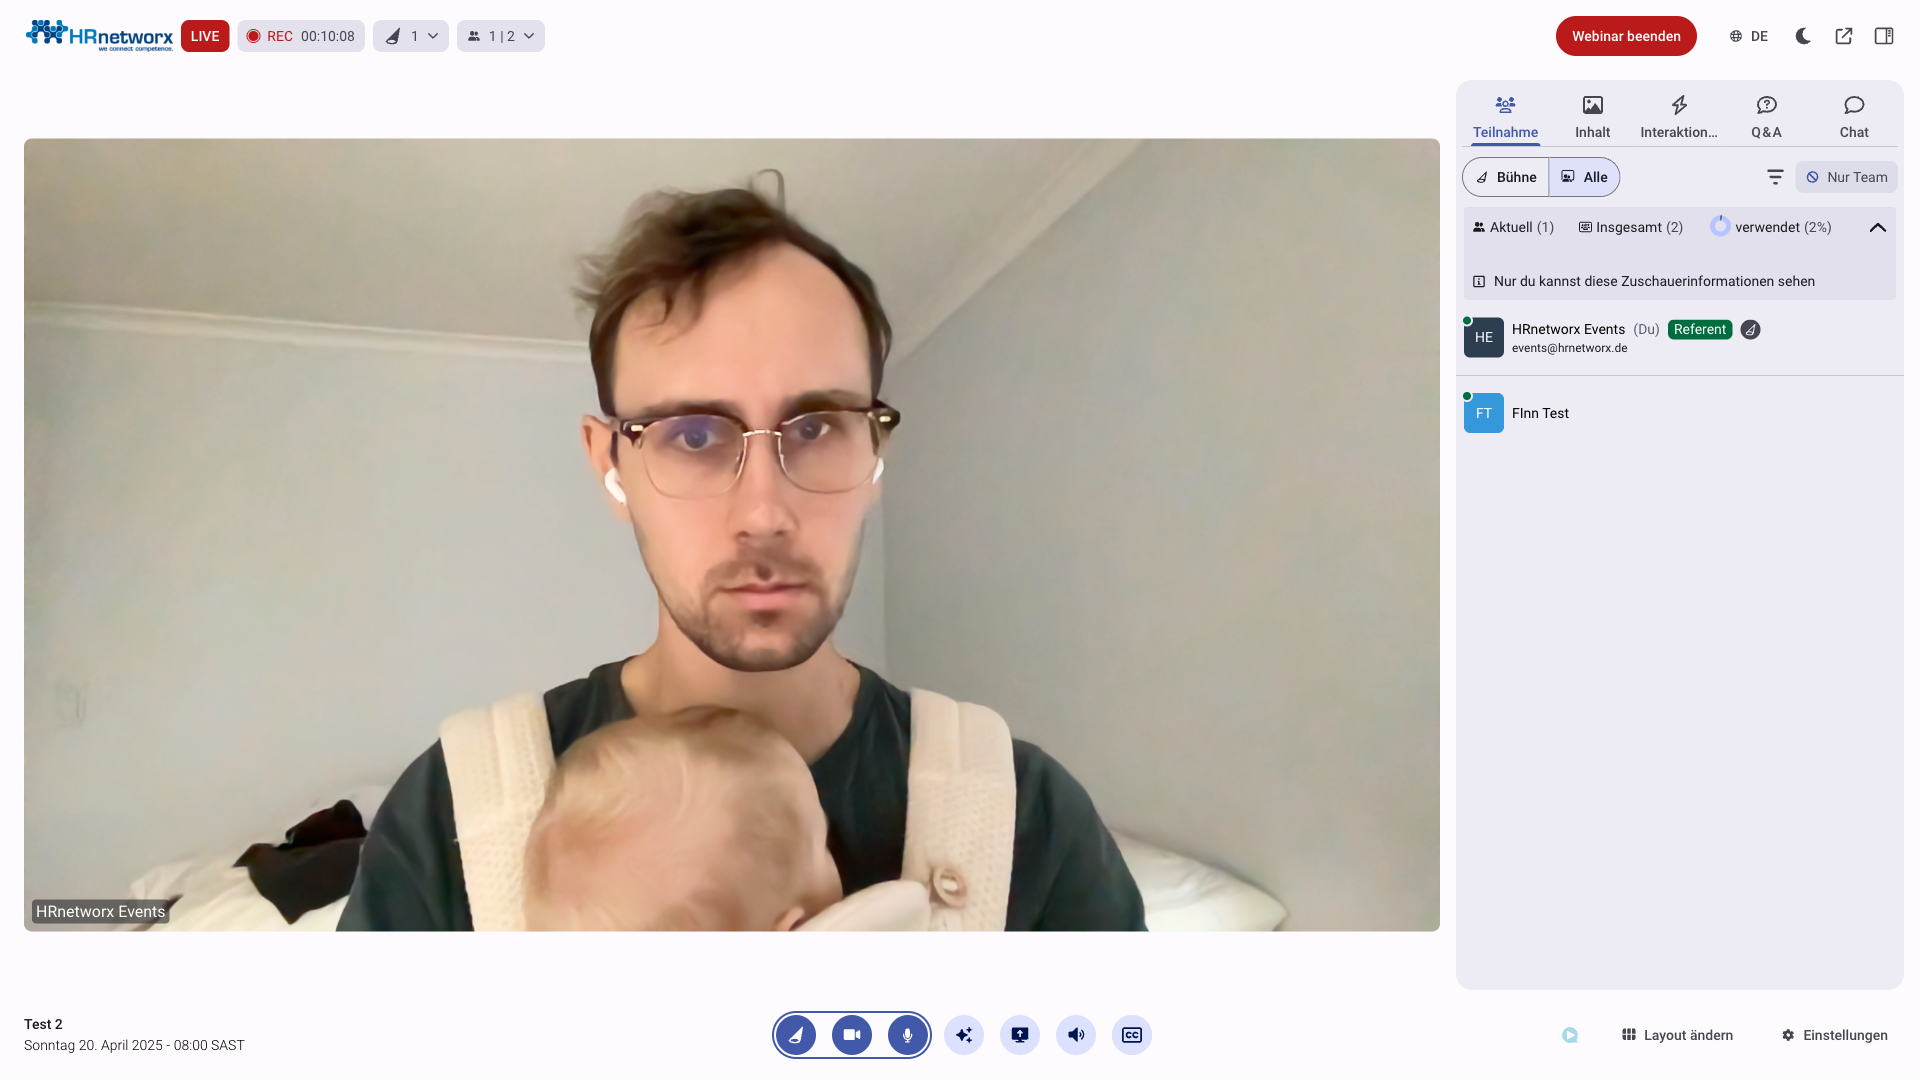 HRnetworx
we connect competence.
LIVE
REC 00:10:08
1
1 | 2
Webinar beenden
DE
Teilnahme
Inhalt
Interaktion...
Q&A
Chat
Bühne
Alle
Nur Team
Aktuell (1)
Insgesamt (2)
verwendet (2%)
Nur du kannst diese Zuschauerinformationen sehen
HE
HRnetworx Events (Du) Referent
events@hrnetworx.de
FT
FInn Test
HRnetworx Events
Test 2
Sonntag 20. April 2025 - 08:00 SAST
CC
Layout ändern
Einstellungen